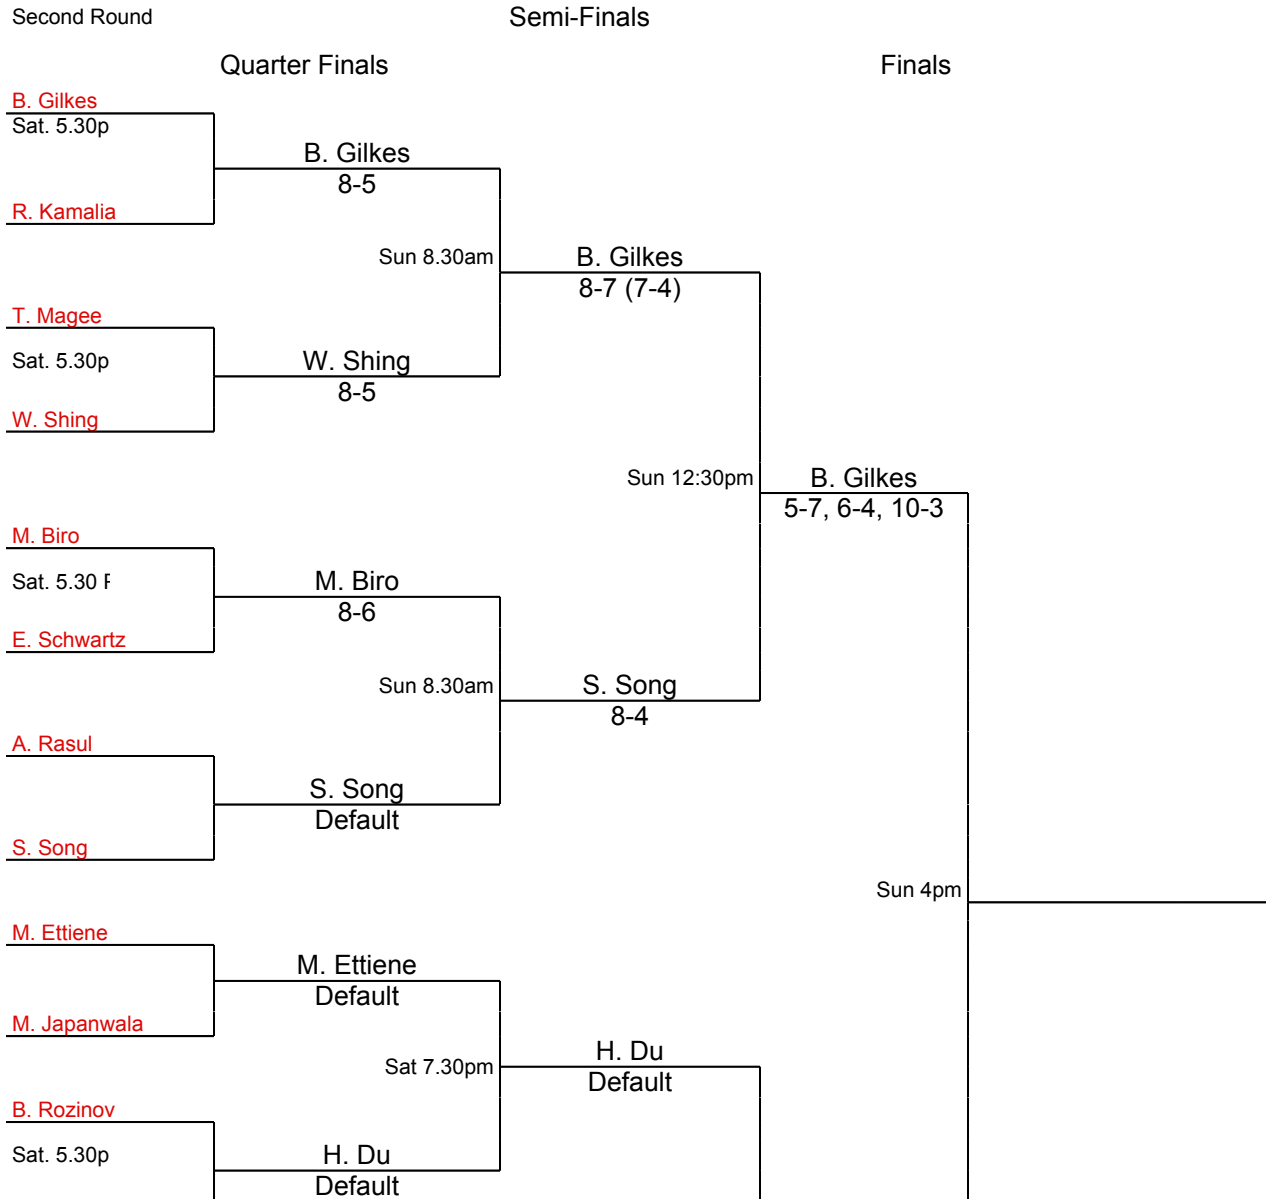 Second Round
Semi-Finals
Quarter Finals
Finals
B. Gilkes
Sat. 5.30p
B. Gilkes
8-5
R. Kamalia
Sun 8.30am
B. Gilkes
8-7 (7-4)
T. Magee
Sat. 5.30p
W. Shing
8-5
W. Shing
Sun 12:30pm
B. Gilkes
5-7, 6-4, 10-3
M. Biro
Sat. 5.30
M. Biro
8-6
E. Schwartz
Sun 8.30am
S. Song
8-4
A. Rasul
S. Song
Default
S. Song
Sun 4pm
M. Ettiene
M. Ettiene
Default
M. Japanwala
Sat 7.30pm
H. Du
Default
B. Rozinov
Sat. 5.30p
H. Du
Default